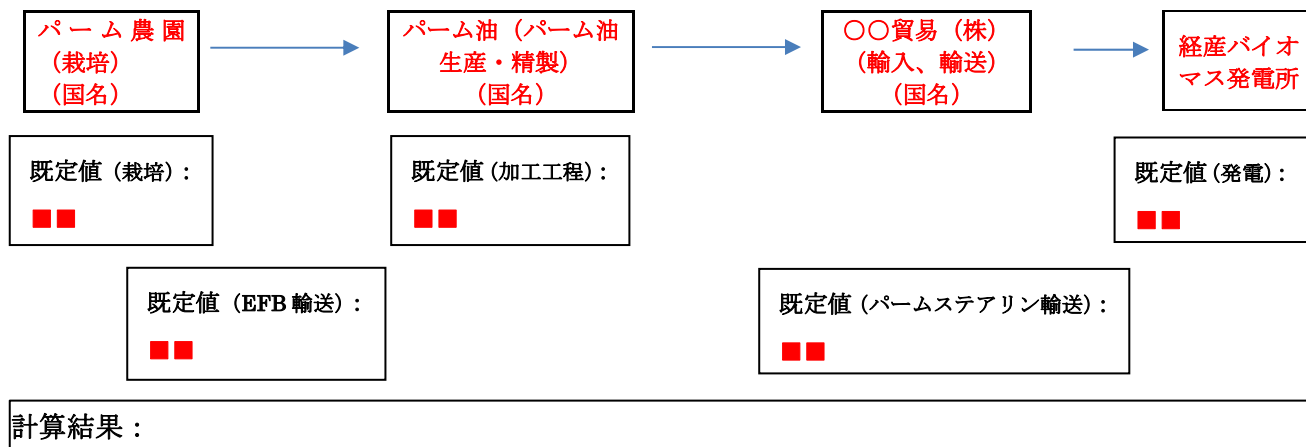 パーム農園
（栽培）
（国名）
パーム油（パーム油
生産・精製）
（国名）
〇〇貿易（株）
（輸入、輸送）
（国名）
経産バイオ
マス発電所
既定値（栽培）：
■■
既定値（加工工程）：
■■
既定値（発電）：
■■
既定値（EFB 輸送）：
■■
既定値（パームステアリン輸送）：
■■
計算結果：